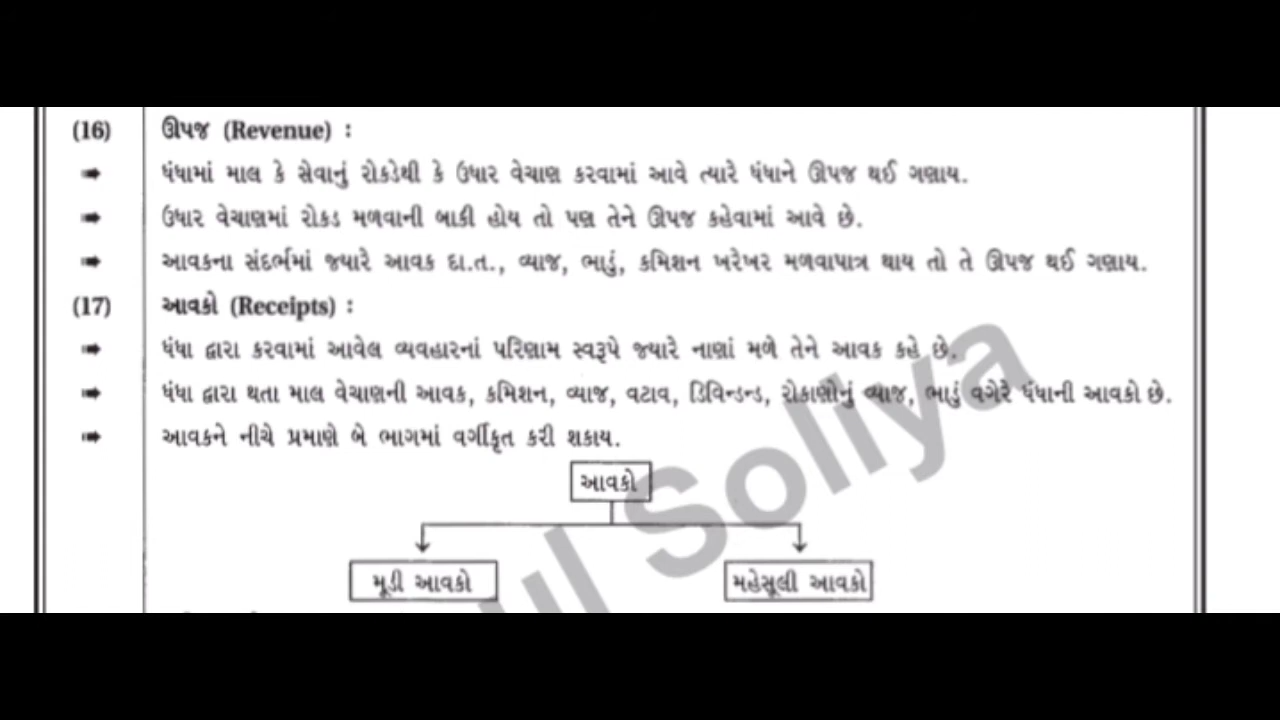 (16) ઊપજ (Revenue) :
➠ ધંધામાં માલ કે સેવાનું રોકડેથી કે ઉધાર વેચાણ કરવામાં આવે ત્યારે ધંધાને ઊપજ થઈ ગણાય.
➠ ઉધાર વેચાણમાં રોકડ મળવાની બાકી હોય તો પણ તેને ઊપજ કહેવામાં આવે છે.
➠ આવકના સંદર્ભમાં જ્યારે આવક દા.ત., વ્યાજ, ભાડું, કમિશન ખરેખર મળવાપાત્ર થાય તો તે ઊપજ થઈ ગણાય.
(17) આવકો (Receipts) :
➠ ધંધા દ્વારા કરવામાં આવેલ વ્યવહારનાં પરિણામ સ્વરૂપે જ્યારે નાણાં મળે તેને આવક કહે છે.
➠ ધંધા દ્વારા થતા માલ વેચાણની આવક, કમિશન, વ્યાજ, વટાવ, ડિવિન્ડન્ડ, રોકાણોનું વ્યાજ, ભાડું વગેરે ધંધાની આવકો છે.
➠ આવકને નીચે પ્રમાણે બે ભાગમાં વર્ગીકૃત કરી શકાય.
આવકો
મૂડી આવકો મહેસૂલી આવકો
Soliya